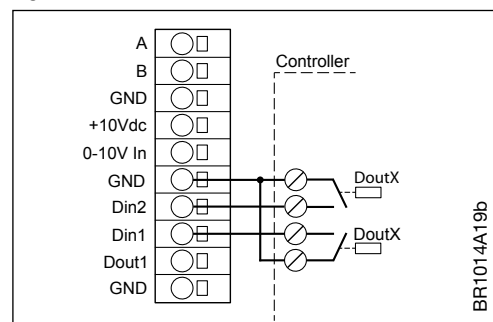 A
B
GND
+10Vdc
0-10V In
GND
Din2
Din1
Dout1
GND
Controller
DoutX
DoutX
BR1014A19b